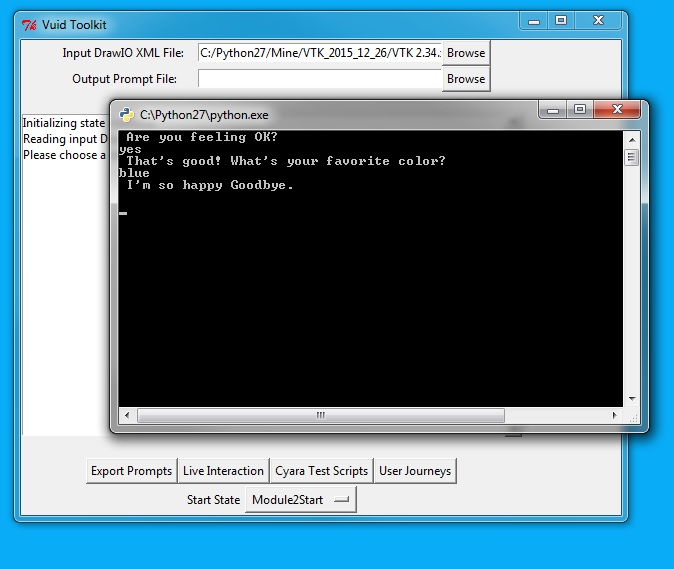 Vuid Toolkit
Input DrawIO XML File: C:/Python27/Mine/VTK_2015_12_26/VTK 2.34. Browse
Output Prompt File: Browse
Initializing state
Reading input D
Please choose a
C:\Python27\python.exe
Are you feeling OK?
yes
That's good! What's your favorite color?
blue
I'm so happy Goodbye.
Export Prompts Live Interaction Cyara Test Scripts User Journeys
Start State Module2Start